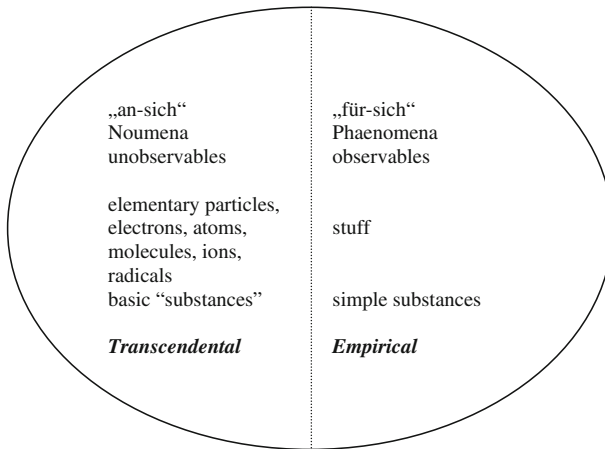 „an-sich“
Noumena
unobservables
elementary particles,
electrons, atoms,
molecules, ions,
radicals
basic “substances”
Transcendental
„für-sich“
Phaenomena
observables
stuff
simple substances
Empirical